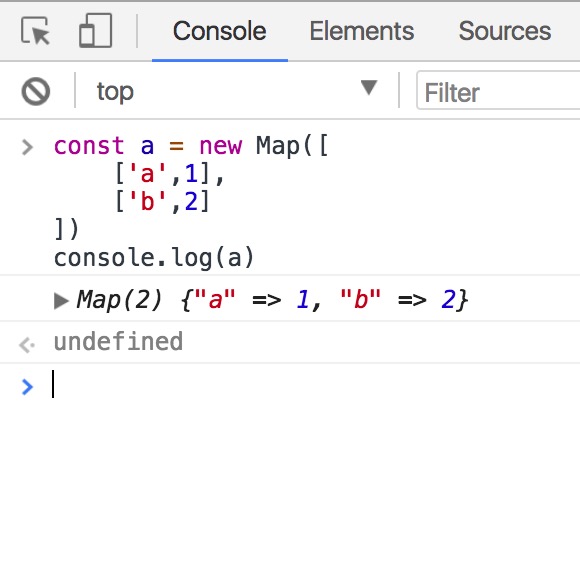 Console Elements Sources
top Filter
const a = new Map([
['a',1],
['b',2]
])
console.log(a)
Map(2) {"a" => 1, "b" => 2}
undefined